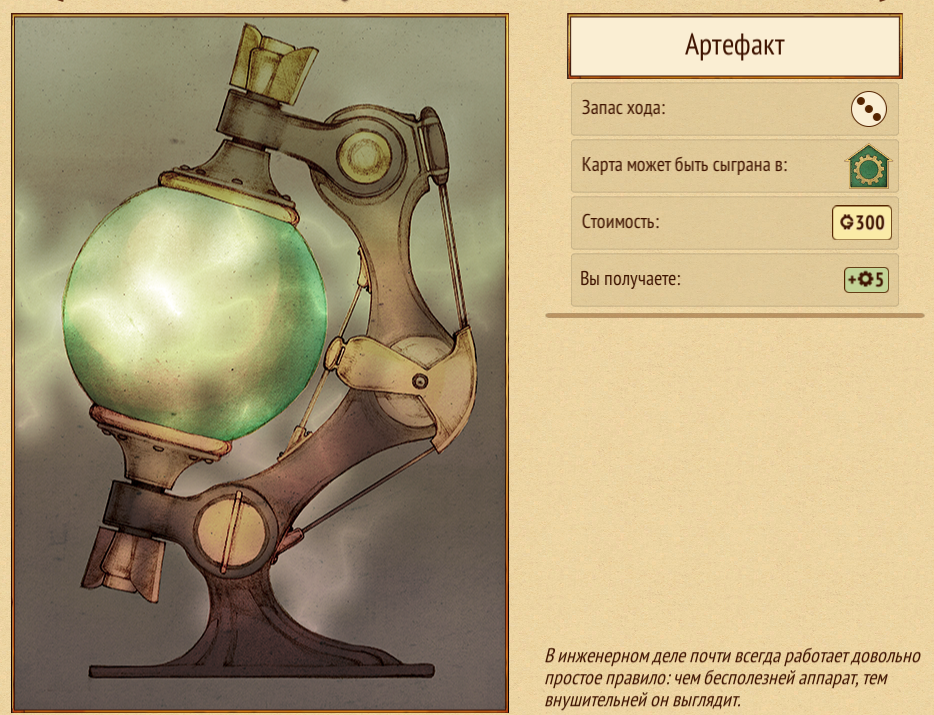 Артефакт
Запас хода:
Карта может быть сыграна в:
Стоимость:
300
Вы получаете:
+5
В инженерном деле почти всегда работает довольно
простое правило: чем бесполезней аппарат, тем
внушительней он выглядит.